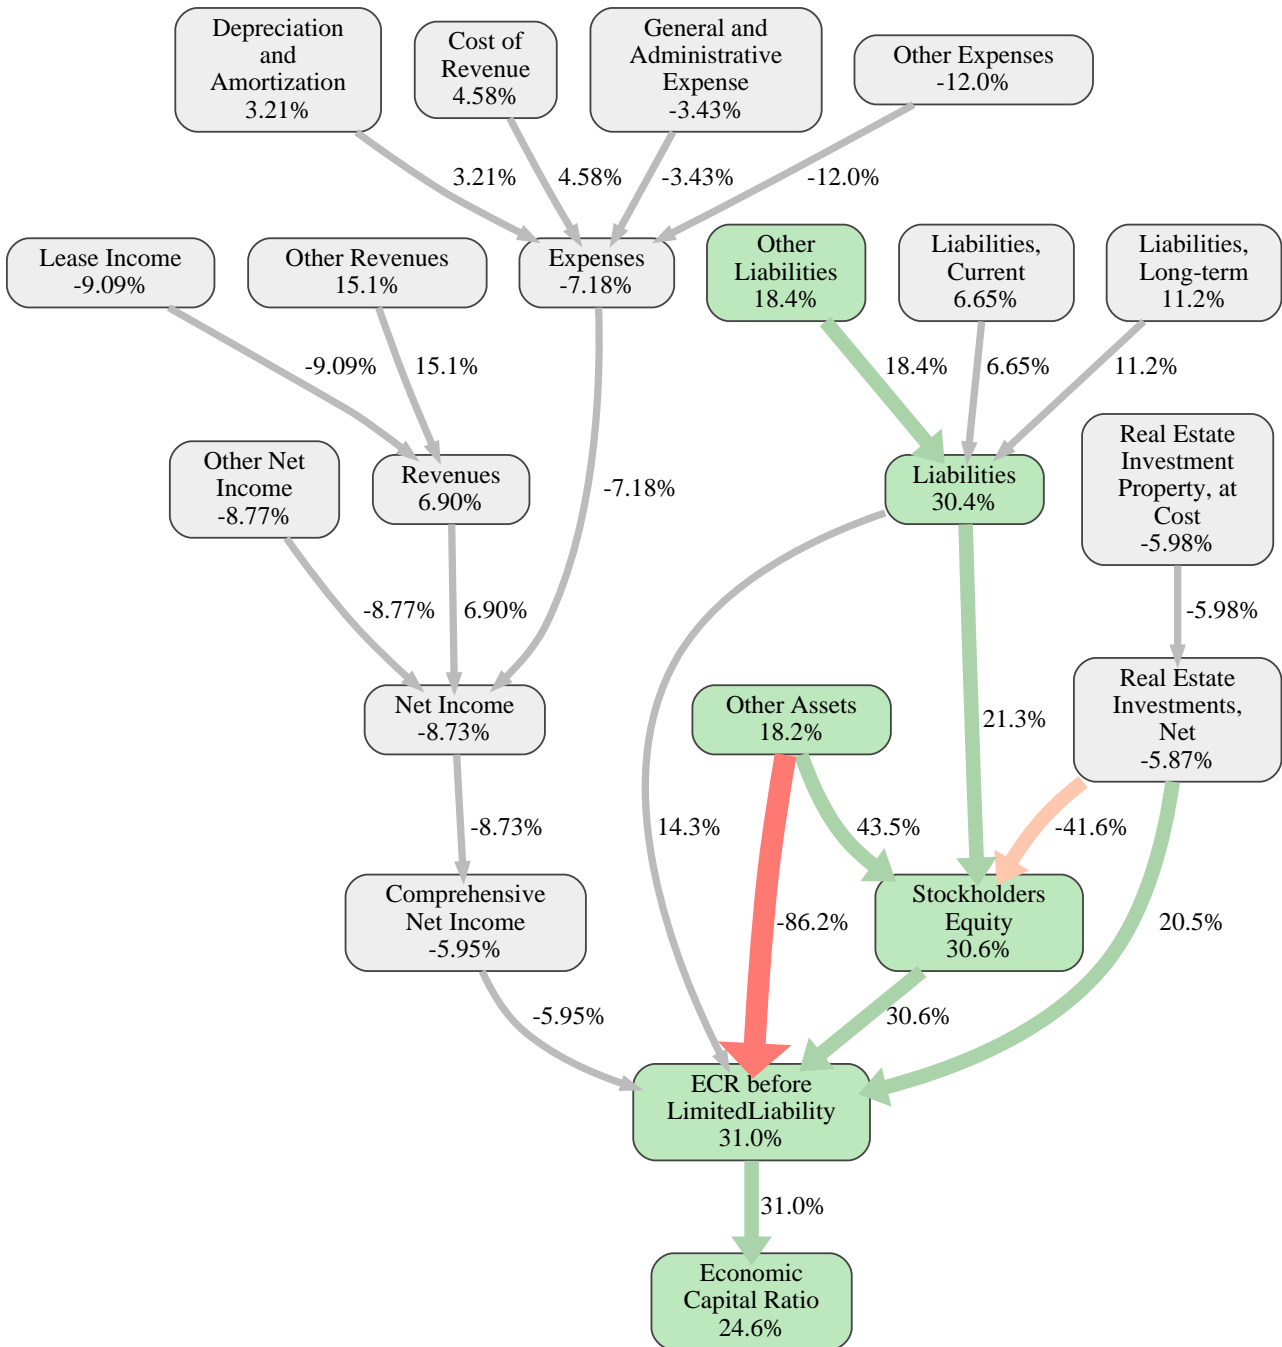 Depreciation
and
Amortization
3.21%
Cost of
Revenue
4.58%
General and
Administrative
Expense
-3.43%
Other Expenses
-12.0%
3.21%
4.58%
-3.43%
-12.0%
Lease Income
-9.09%
Other Revenues
15.1%
Expenses
-7.18%
Other
Liabilities
18.4%
Liabilities,
Current
6.65%
Liabilities,
Long-term
11.2%
-9.09%
15.1%
18.4%
6.65%
11.2%
Other Net
Income
-8.77%
Revenues
6.90%
-7.18%
Liabilities
30.4%
Real Estate
Investment
Property, at
Cost
-5.98%
-8.77%
6.90%
-5.98%
Net Income
-8.73%
Other Assets
18.2%
21.3%
Real Estate
Investments,
Net
-5.87%
-8.73%
14.3%
43.5%
-41.6%
Comprehensive
Net Income
-5.95%
-86.2%
Stockholders
Equity
30.6%
20.5%
-5.95%
30.6%
ECR before
LimitedLiability
31.0%
31.0%
Economic
Capital Ratio
24.6%